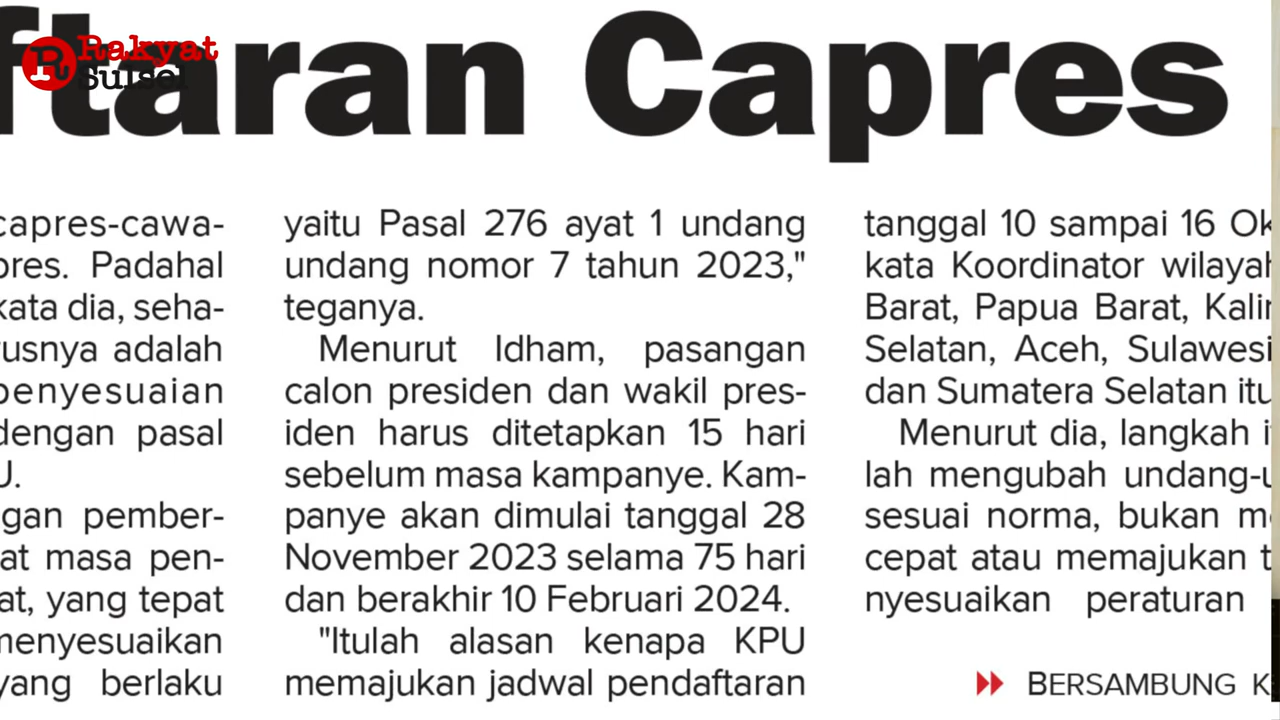 Rakyat
Sulsel
ftaran Capres
capres-cawa-
pres. Padahal
kata dia, seha-
rusnya adalah
penyesuaian
dengan pasal
U.
gan pember-
at masa pen-
at, yang tepat
menyesuaikan
yang berlaku
yaitu Pasal 276 ayat 1 undang
undang nomor 7 tahun 2023,"
teganya.
Menurut Idham, pasangan
calon presiden dan wakil pres-
iden harus ditetapkan 15 hari
sebelum masa kampanye. Kam-
panye akan dimulai tanggal 28
November 2023 selama 75 hari
dan berakhir 10 Februari 2024.
"Itulah alasan kenapa KPU
memajukan jadwal pendaftaran
tanggal 10 sampai 16 Ok
kata Koordinator wilayah
Barat, Papua Barat, Kalim
Selatan, Aceh, Sulawesi
dan Sumatera Selatan itu
Menurut dia, langkah i
lah mengubah undang-u
sesuai norma, bukan me
cepat atau memajukan t
nyesuaikan peraturan
BERSAMBUNG K